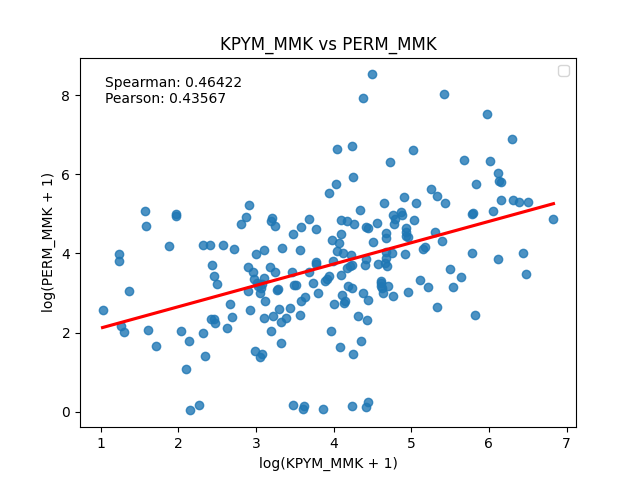 KPYM_MMK vs PERM_MMK
Spearman: 0.46422
Pearson: 0.43567
log(PERM_MMK + 1)
8
6
4
2
0
1 2 3 4 5 6 7
log(KPYM_MMK + 1)